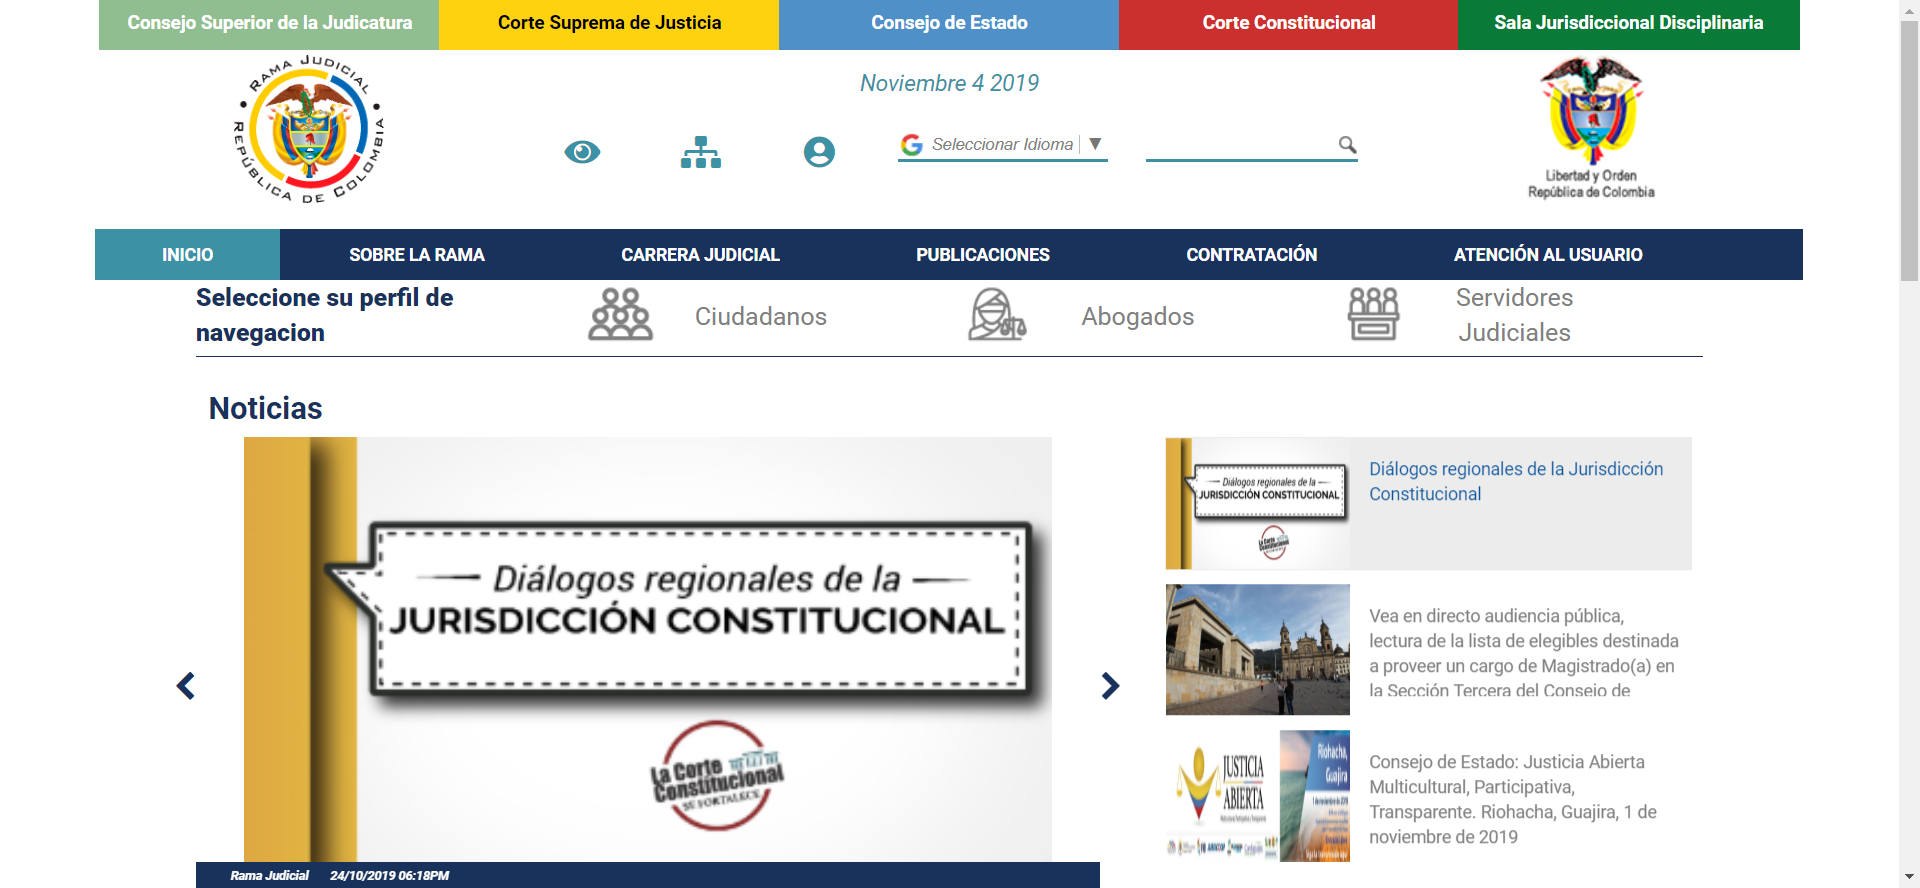 Consejo Superior de la Judicatura
Corte Suprema de Justicia
Consejo de Estado
Corte Constitucional
Sala Jurisdiccional Disciplinaria
RAMA JUDICIAL
REPÚBLICA DE COLOMBIA
Noviembre 4 2019
Seleccionar Idioma ▼
Libertad y Orden
República de Colombia
INICIO
SOBRE LA RAMA
CARRERA JUDICIAL
PUBLICACIONES
CONTRATACIÓN
ATENCIÓN AL USUARIO
Seleccione su perfil de
navegacion
Ciudadanos
Abogados
Servidores
Judiciales
Noticias
Diálogos regionales de la
JURISDICCIÓN CONSTITUCIONAL
La Corte
Constitucional
SE FORTALECE
Rama Judicial 24/10/2019 06:18PM
Diálogos regionales de la
JURISDICCIÓN CONSTITUCIONAL
La Corte
Constitucional
Diálogos regionales de la Jurisdicción
Constitucional
Vea en directo audiencia pública,
lectura de la lista de elegibles destinada
a proveer un cargo de Magistrado(a) en
la Sección Tercera del Consejo de
JUSTICIA
ABIERTA
Riohacha,
Guajira
Consejo de Estado: Justicia Abierta
Multicultural, Participativa,
Transparente. Riohacha, Guajira, 1 de
noviembre de 2019